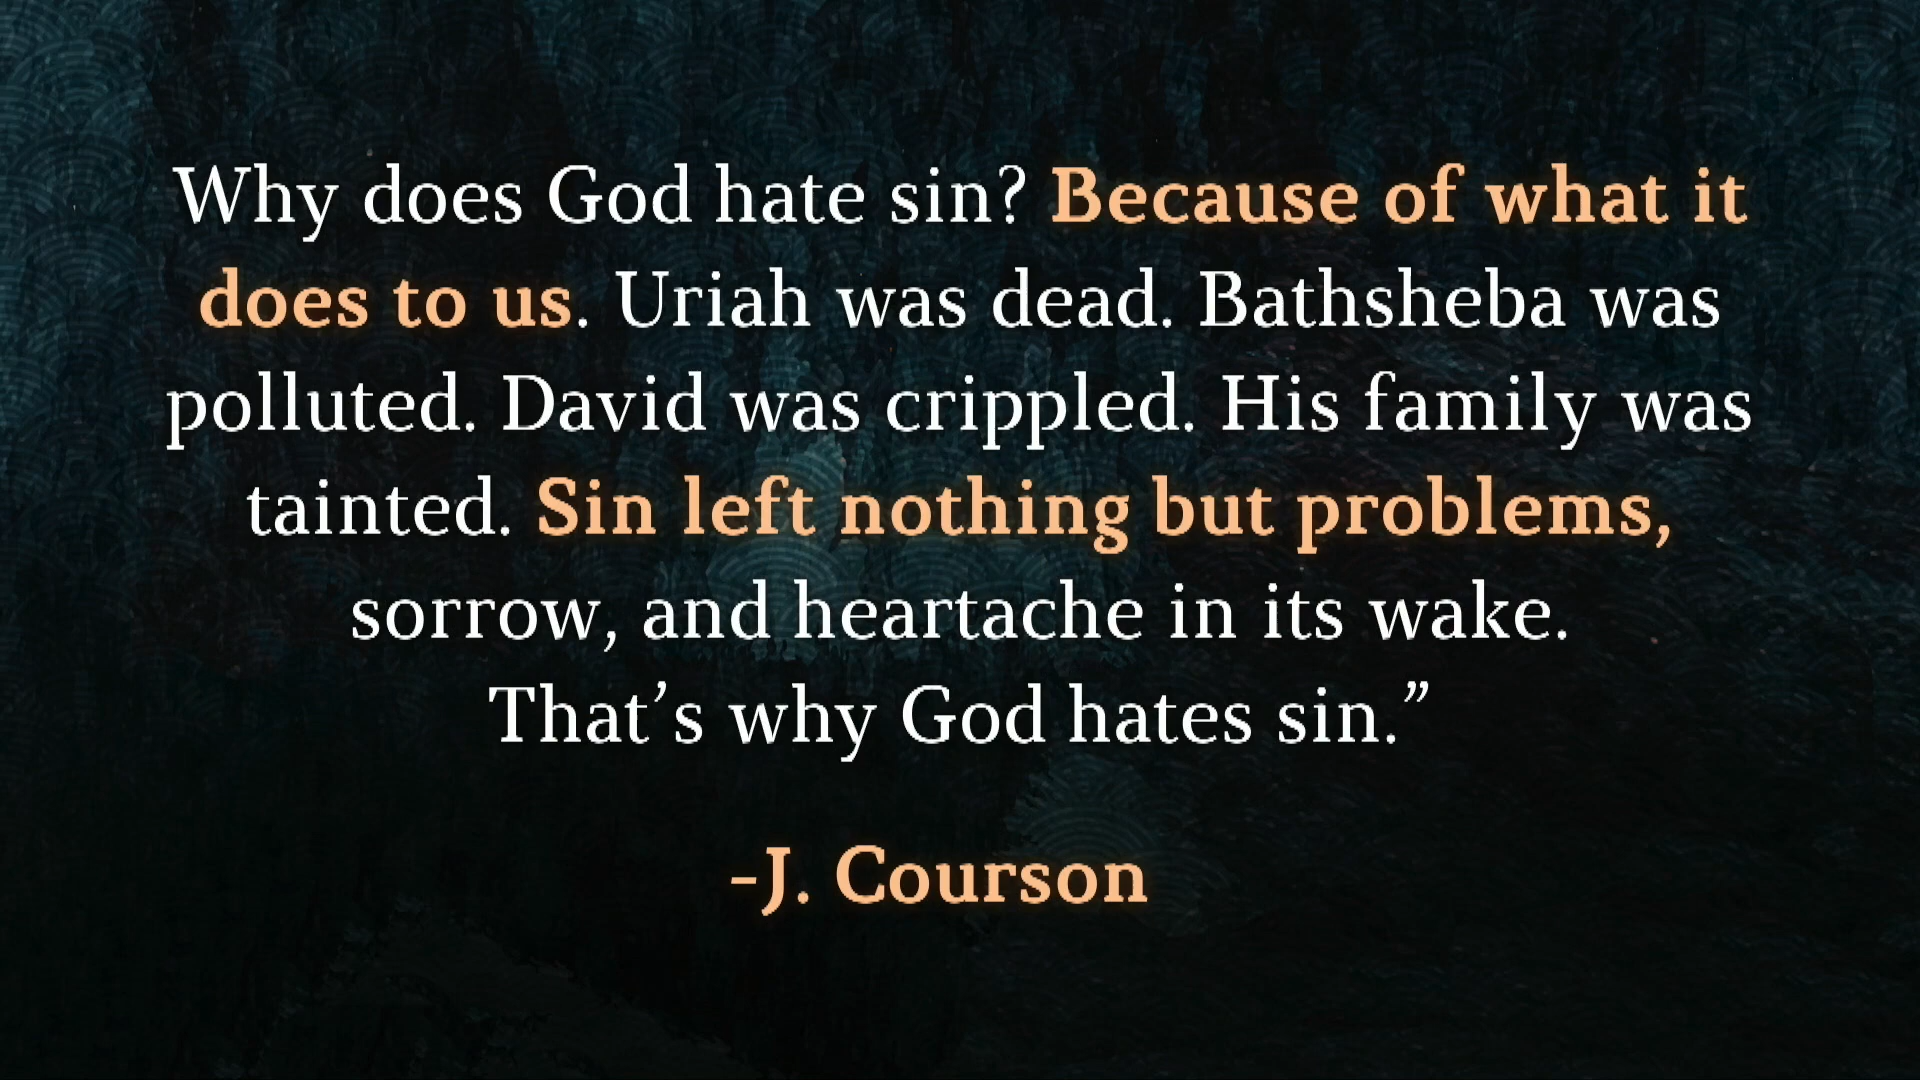 Why does God hate sin? Because of what it
does to us. Uriah was dead. Bathsheba was
polluted. David was crippled. His family was
tainted. Sin left nothing but problems,
sorrow, and heartache in its wake.
That’s why God hates sin.”
-J. Courson